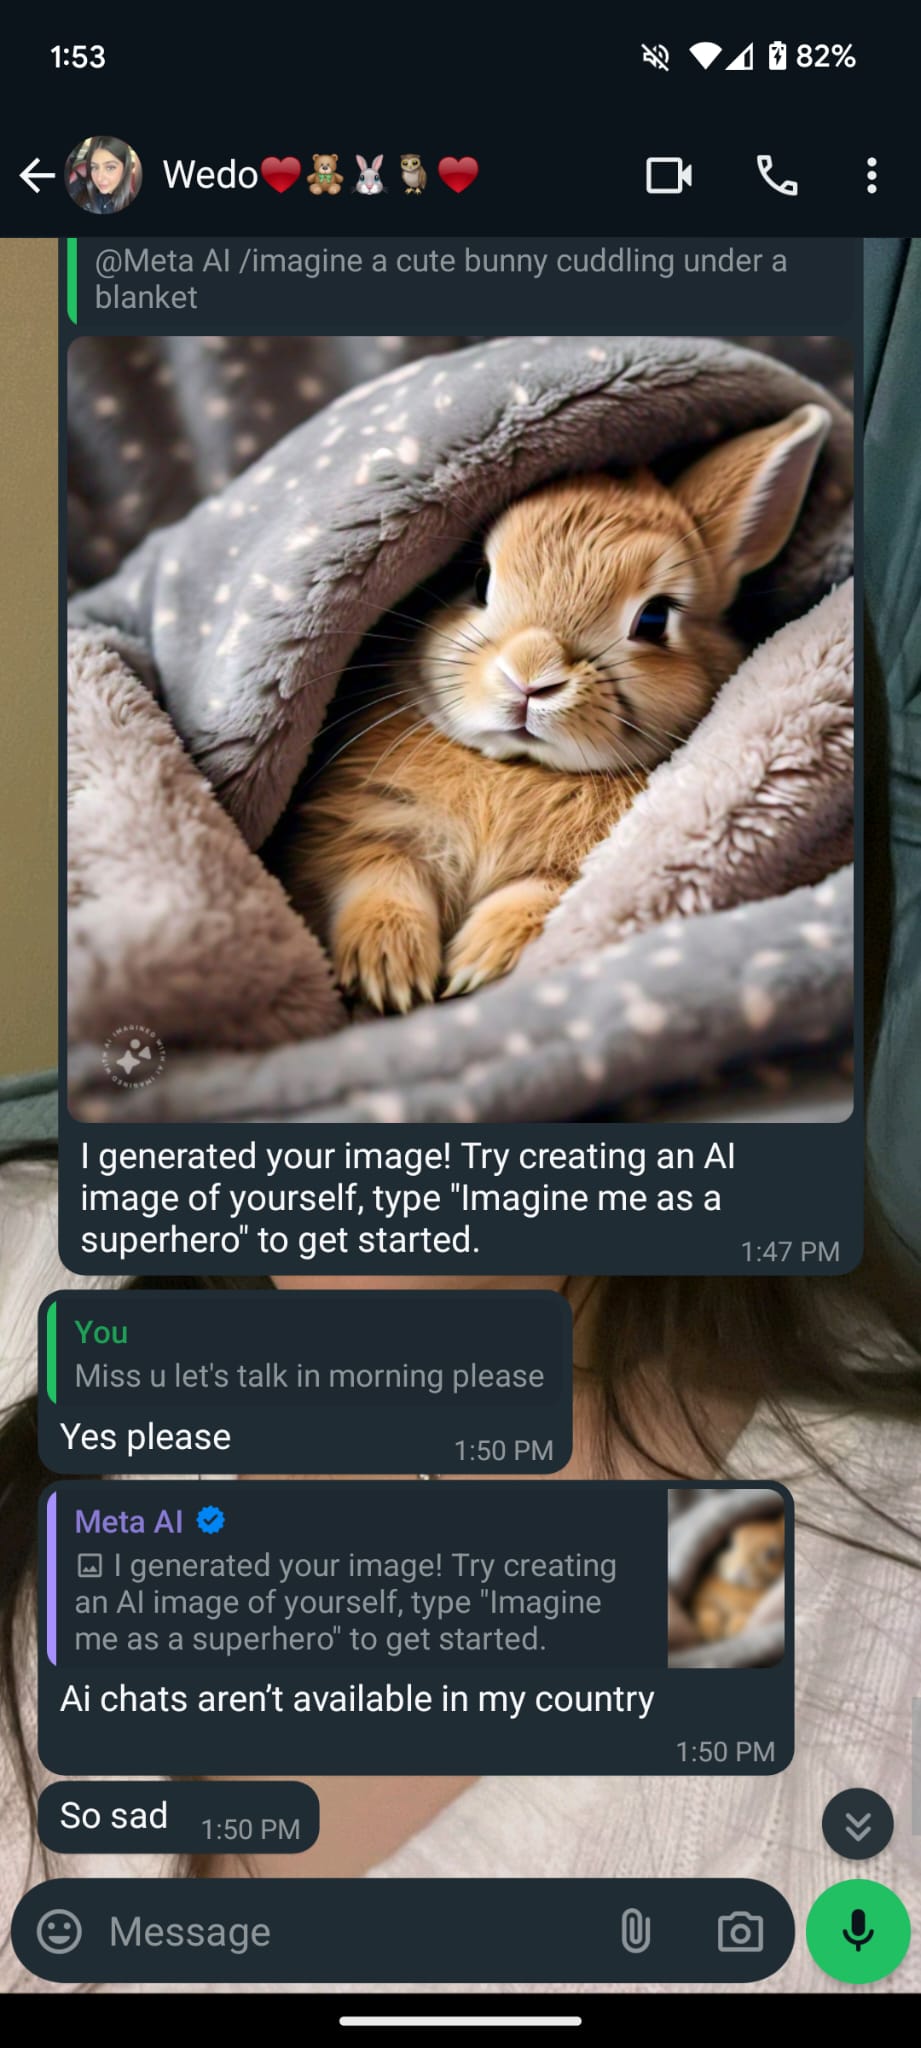 1:53
82%
Wedo❤️🧸🐰🦉❤️
@Meta AI /imagine a cute bunny cuddling under a
blanket
IMAGINED WITH AI
I generated your image! Try creating an AI
image of yourself, type "Imagine me as a
superhero" to get started.
1:47 PM
You
Miss u let's talk in morning please
Yes please
1:50 PM
Meta AI
I generated your image! Try creating
an AI image of yourself, type "Imagine
me as a superhero" to get started.
Ai chats aren’t available in my country
1:50 PM
So sad
1:50 PM
Message